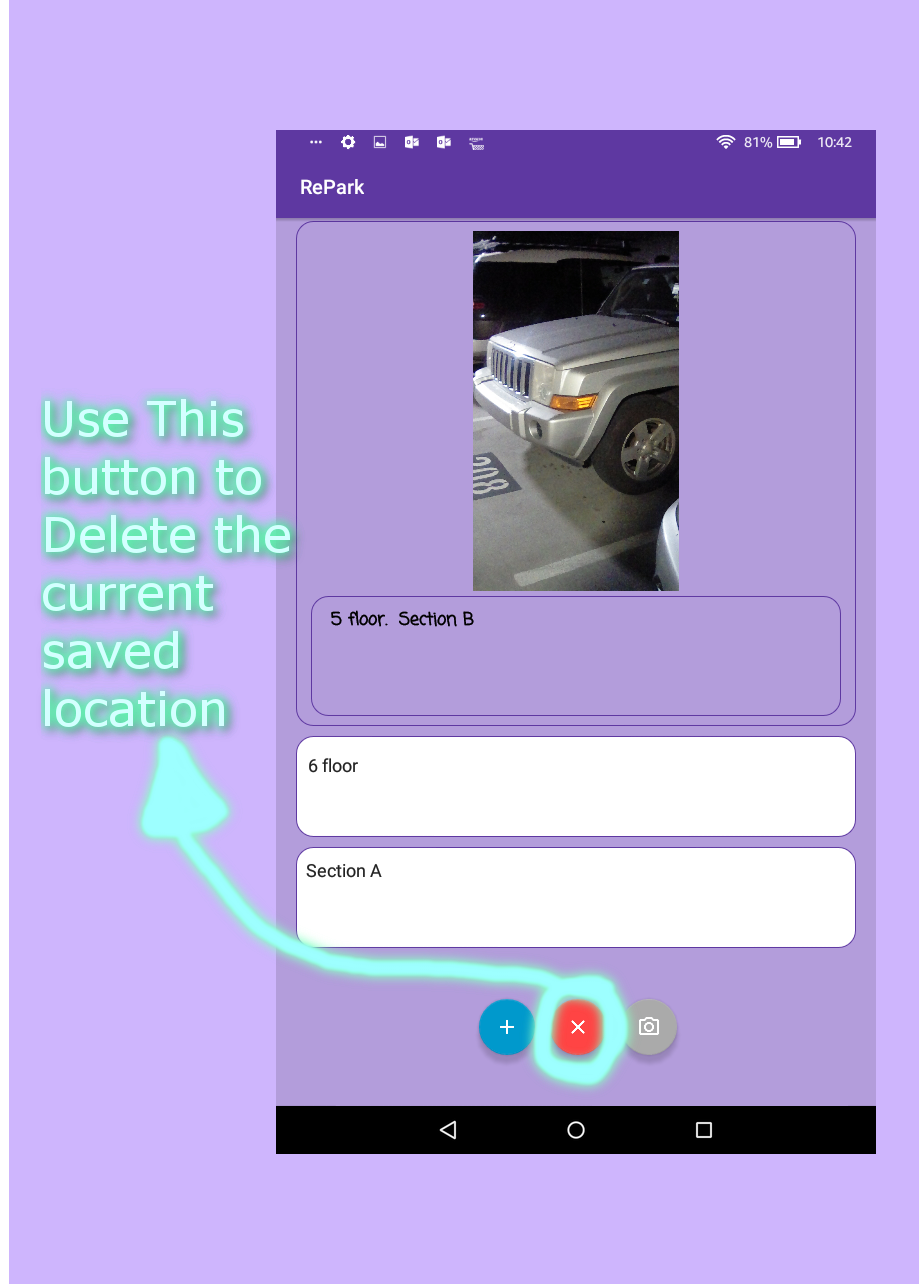 81% 10:42
RePark
208
5 floor. Section B
Use This
button to
Delete the
current
saved
location
6 floor
Section A